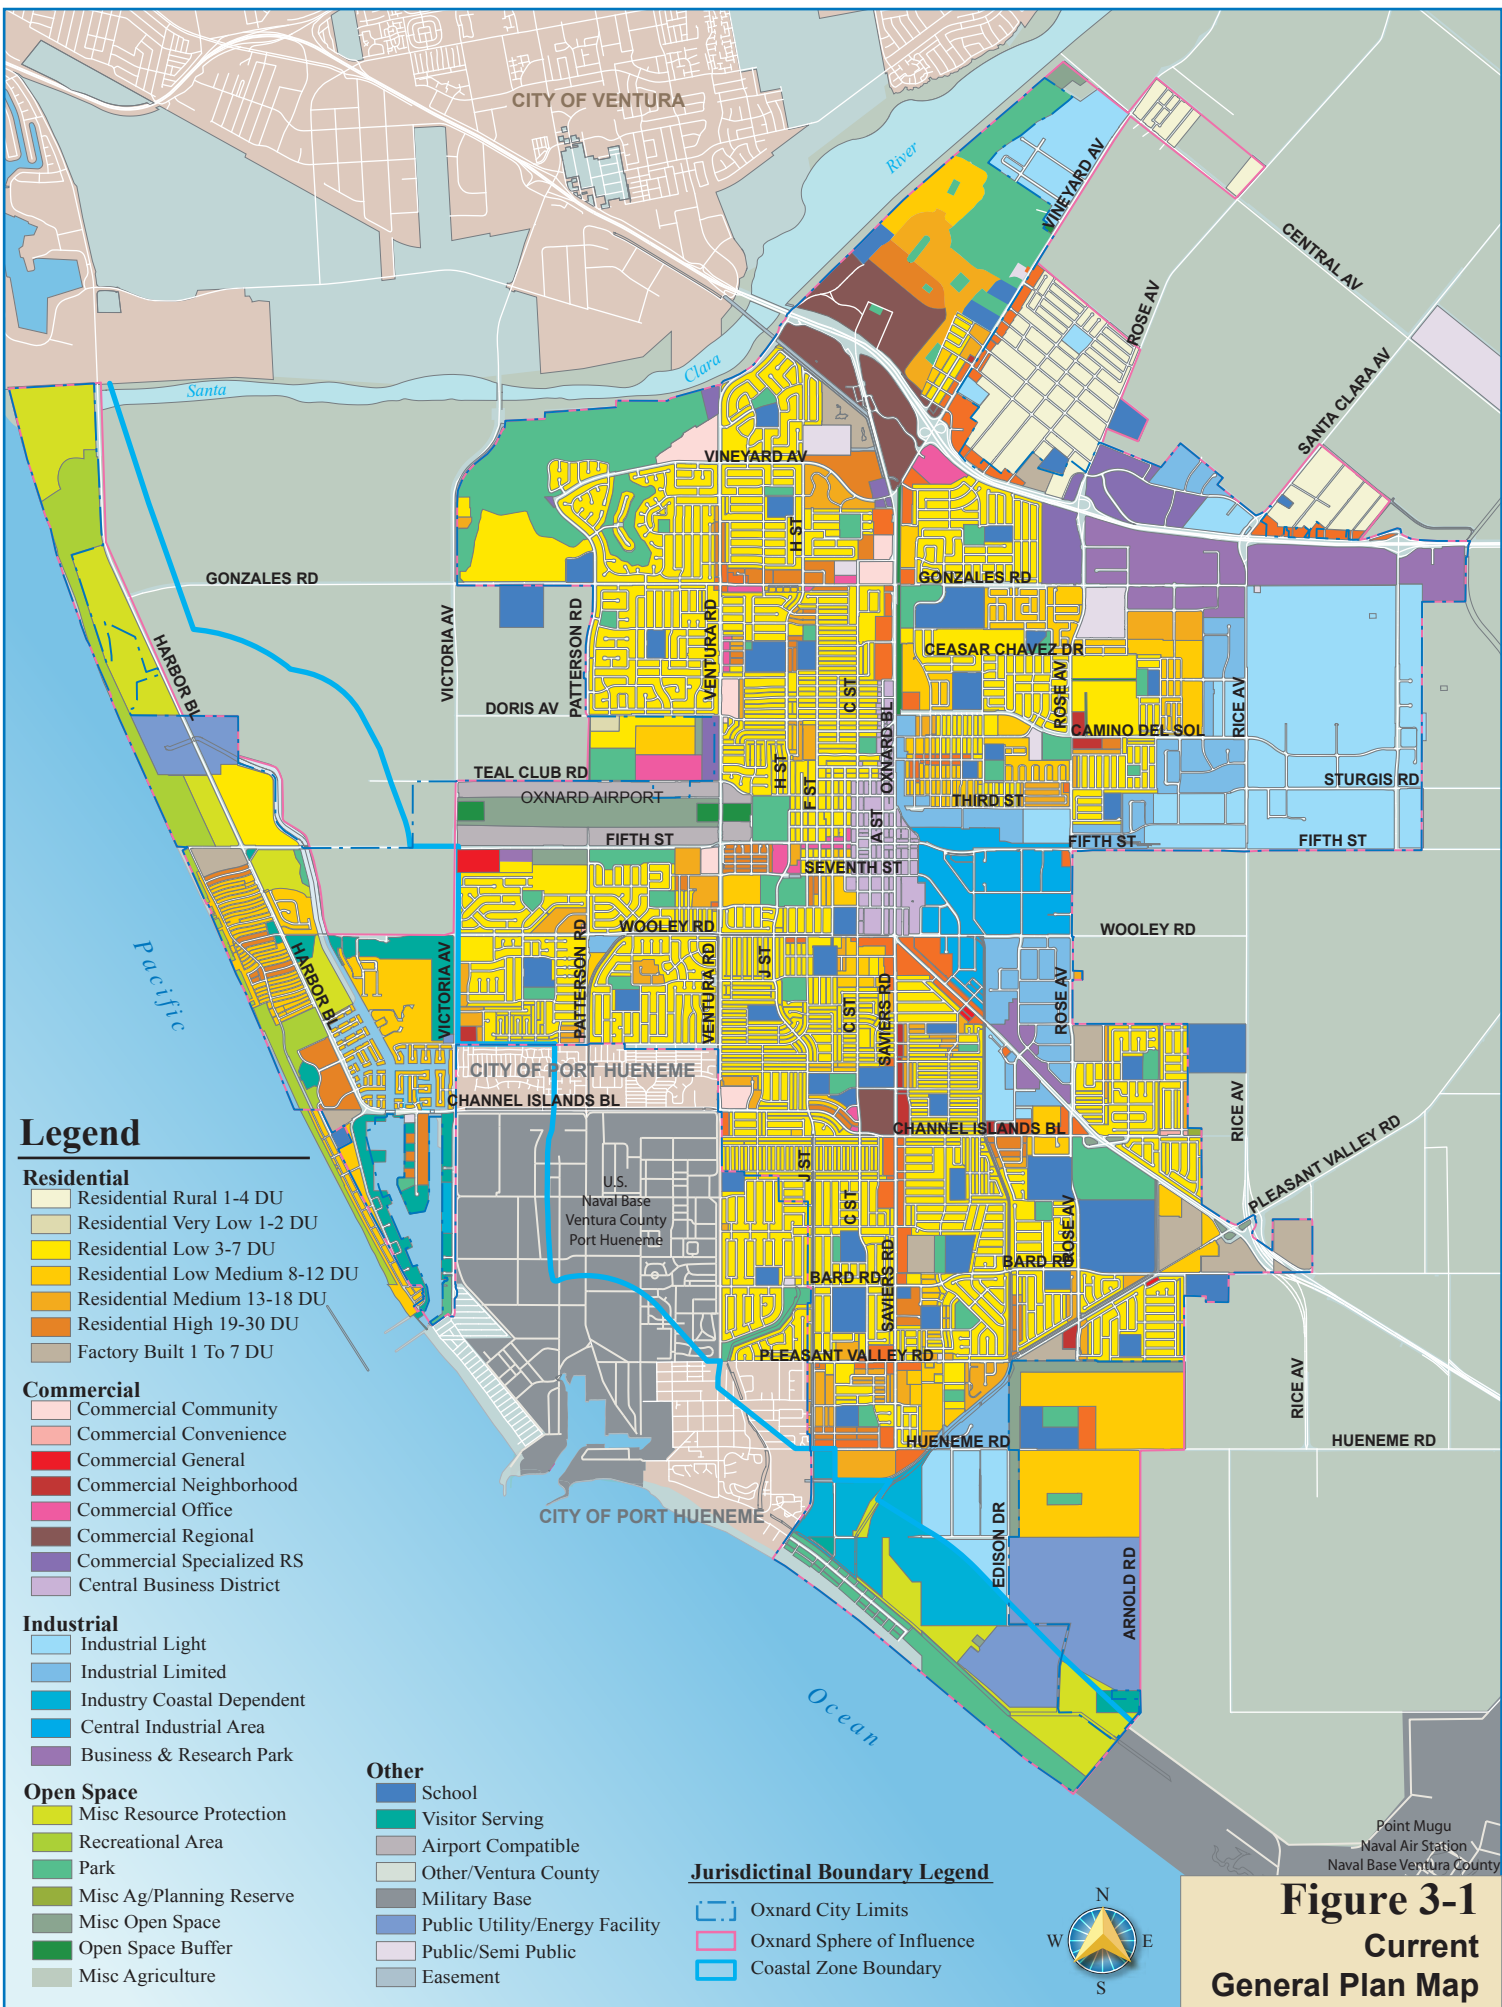 CITY OF VENTURA
River
VINEYARD AV
CENTRAL AV
ROSE AV
SANTA CLARA AV
Santa
Clara
VINEYARD AV
H ST
GONZALES RD
GONZALES RD
VICTORIA AV
PATTERSON RD
VENTURA RD
HARBOR BL
CEASAR CHAVEZ DR
C ST
ROSE AV
RICE AV
OXNARD BL
DORIS AV
CAMINO DEL SOL
TEAL CLUB RD
H ST
STURGIS RD
OXNARD AIRPORT
F ST
THIRD ST
A ST
FIFTH ST
FIFTH ST
FIFTH ST
SEVENTH ST
WOOLEY RD
WOOLEY RD
Pacific
HARBOR BL
VICTORIA AV
PATTERSON RD
VENTURA RD
J ST
C ST
SAVIERS RD
ROSE AV
CITY OF PORT HUENEME
CHANNEL ISLANDS BL
CHANNEL ISLANDS BL
RICE AV
PLEASANT VALLEY RD
U.S.
Naval Base
Ventura County
Port Hueneme
J ST
C ST
ROSE AV
BARD RD
BARD RD
SAVIERS RD
PLEASANT VALLEY RD
RICE AV
HUENEME RD
HUENEME RD
CITY OF PORT HUENEME
EDISON DR
ARNOLD RD
Ocean
Point Mugu
Naval Air Station
Naval Base Ventura County
Legend
Residential
Residential Rural 1-4 DU
Residential Very Low 1-2 DU
Residential Low 3-7 DU
Residential Low Medium 8-12 DU
Residential Medium 13-18 DU
Residential High 19-30 DU
Factory Built 1 To 7 DU
Commercial
Commercial Community
Commercial Convenience
Commercial General
Commercial Neighborhood
Commercial Office
Commercial Regional
Commercial Specialized RS
Central Business District
Industrial
Industrial Light
Industrial Limited
Industry Coastal Dependent
Central Industrial Area
Business & Research Park
Open Space
Misc Resource Protection
Recreational Area
Park
Misc Ag/Planning Reserve
Misc Open Space
Open Space Buffer
Misc Agriculture
Other
School
Visitor Serving
Airport Compatible
Other/Ventura County
Military Base
Public Utility/Energy Facility
Public/Semi Public
Easement
Jurisdictinal Boundary Legend
Oxnard City Limits
Oxnard Sphere of Influence
Coastal Zone Boundary
N
W
E
S
Figure 3-1
Current
General Plan Map